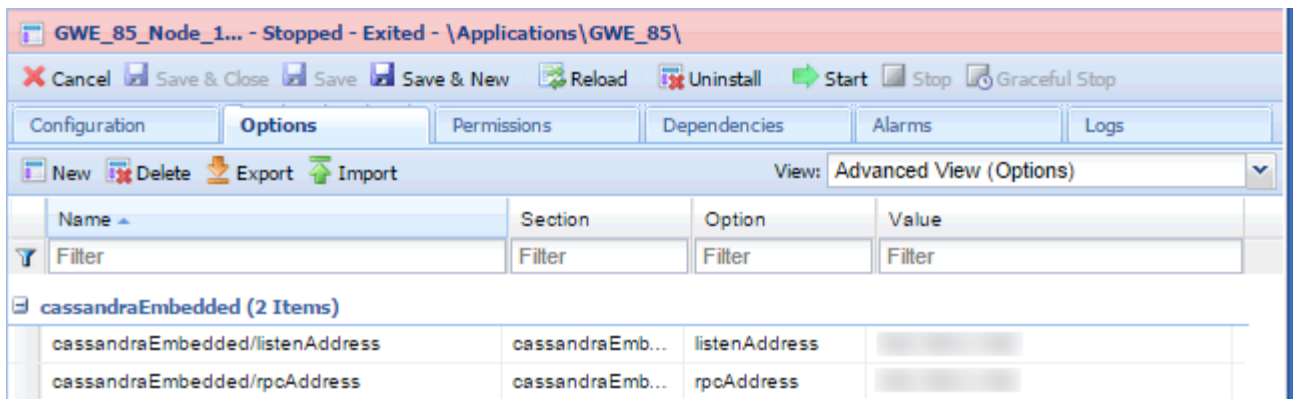 GWE_85_Node_1... - Stopped - Exited - \Applications\GWE_85\
Cancel Save & Close Save Save & New Reload Uninstall Start Stop Graceful Stop
Configuration Options Permissions Dependencies Alarms Logs
New Delete Export Import View: Advanced View (Options)
Name Section Option Value
Filter Filter Filter Filter
cassandraEmbedded (2 Items)
cassandraEmbedded/listenAddress cassandraEmb... listenAddress
cassandraEmbedded/rpcAddress cassandraEmb... rpcAddress